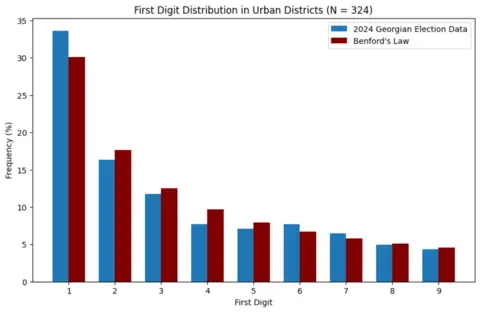 First Digit Distribution in Urban Districts (N = 324)
2024 Georgian Election Data
Benford's Law
Frequency (%)
35
30
25
20
15
10
5
0
1 2 3 4 5 6 7 8 9
First Digit